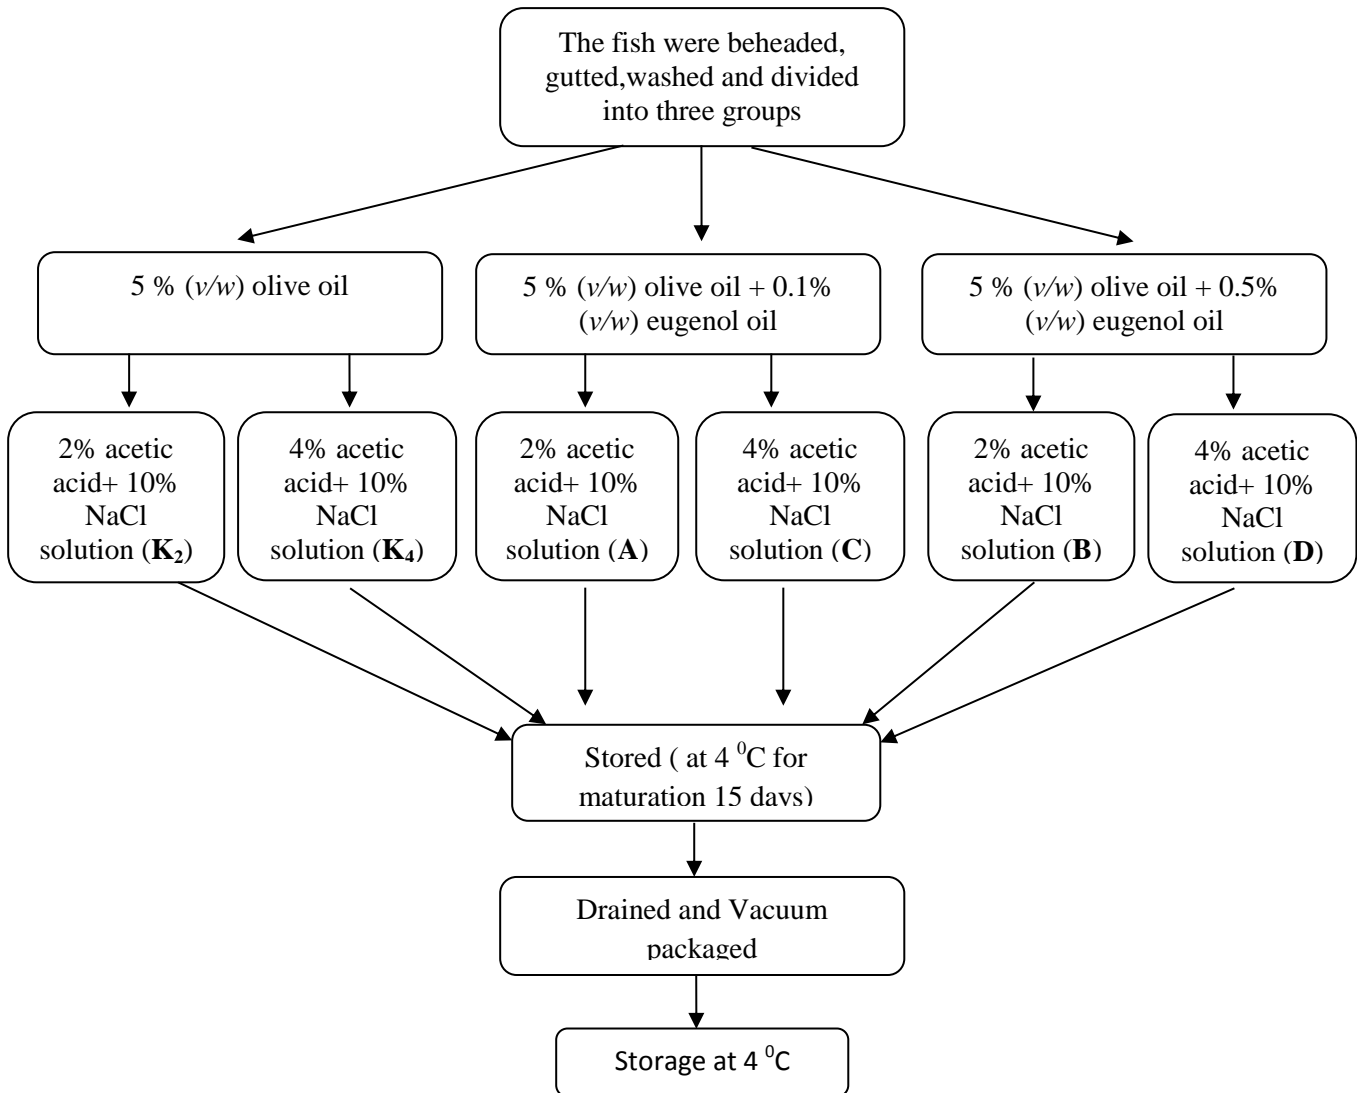 The fish were beheaded,
gutted,washed and divided
into three groups
5 % (v/w) olive oil
5 % (v/w) olive oil + 0.1%
(v/w) eugenol oil
5 % (v/w) olive oil + 0.5%
(v/w) eugenol oil
2% acetic
acid+ 10%
NaCl
solution (K₂)
4% acetic
acid+ 10%
NaCl
solution (K₄)
2% acetic
acid+ 10%
NaCl
solution (A)
4% acetic
acid+ 10%
NaCl
solution (C)
2% acetic
acid+ 10%
NaCl
solution (B)
4% acetic
acid+ 10%
NaCl
solution (D)
Stored ( at 4 ⁰C for
maturation 15 days)
Drained and Vacuum
packaged
Storage at 4 ⁰C